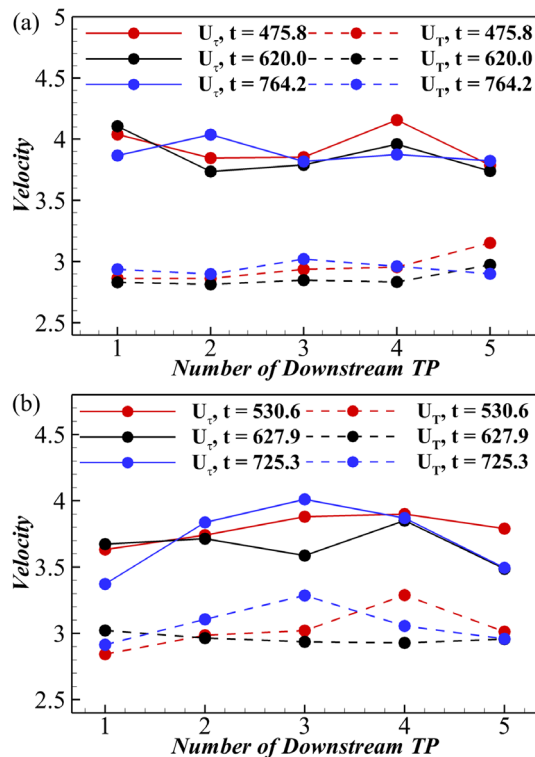 (a)
5
U_τ, t = 475.8 U_T, t = 475.8
U_τ, t = 620.0 U_T, t = 620.0
U_τ, t = 764.2 U_T, t = 764.2
4.5
4
3.5
3
2.5
Velocity
1 2 3 4 5
Number of Downstream TP
(b)
U_τ, t = 530.6 U_T, t = 530.6
U_τ, t = 627.9 U_T, t = 627.9
U_τ, t = 725.3 U_T, t = 725.3
4.5
4
3.5
3
2.5
Velocity
1 2 3 4 5
Number of Downstream TP